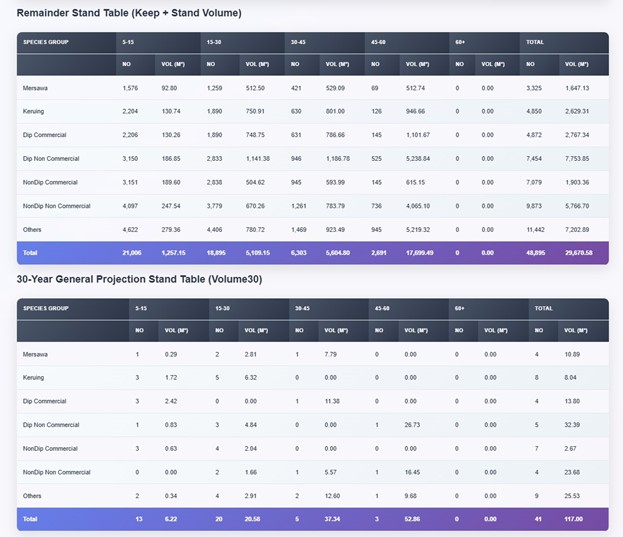 Remainder Stand Table (Keep + Stand Volume)
SPECIES GROUP 5-15 15-30 30-45 45-60 60+ TOTAL
NO VOL (M³) NO VOL (M³) NO VOL (M³) NO VOL (M³) NO VOL (M³) NO VOL (M³)
Mersawa 1,576 92.80 1,259 512.50 421 529.09 69 512.74 0 0.00 3,325 1,647.13
Keruing 2,204 130.74 1,890 750.91 630 801.00 126 946.66 0 0.00 4,850 2,629.31
Dip Commercial 2,206 130.26 1,890 748.75 631 786.66 145 1,101.67 0 0.00 4,872 2,767.34
Dip Non Commercial 3,150 186.85 2,833 1,141.38 946 1,186.78 525 5,238.84 0 0.00 7,454 7,753.85
NonDip Commercial 3,151 189.60 2,838 504.62 945 593.99 145 615.15 0 0.00 7,079 1,903.36
NonDip Non Commercial 4,097 247.54 3,779 670.26 1,261 783.79 736 4,065.10 0 0.00 9,873 5,766.70
Others 4,622 279.36 4,406 780.72 1,469 923.49 945 5,219.32 0 0.00 11,442 7,202.89
Total 21,006 1,257.15 18,895 5,109.15 6,303 5,604.80 2,691 17,699.49 0 0.00 48,895 29,670.58
30-Year General Projection Stand Table (Volume30)
SPECIES GROUP 5-15 15-30 30-45 45-60 60+ TOTAL
NO VOL (M³) NO VOL (M³) NO VOL (M³) NO VOL (M³) NO VOL (M³) NO VOL (M³)
Mersawa 1 0.29 2 2.81 1 7.79 0 0.00 0 0.00 4 10.89
Keruing 3 1.72 5 6.32 0 0.00 0 0.00 0 0.00 8 8.04
Dip Commercial 3 2.42 0 0.00 1 11.38 0 0.00 0 0.00 4 13.80
Dip Non Commercial 1 0.83 3 4.84 0 0.00 1 26.73 0 0.00 5 32.39
NonDip Commercial 3 0.63 4 2.04 0 0.00 0 0.00 0 0.00 7 2.67
NonDip Non Commercial 0 0.00 2 1.66 1 5.57 1 16.45 0 0.00 4 23.68
Others 2 0.34 4 2.91 2 12.60 1 9.68 0 0.00 9 25.53
Total 13 6.22 20 20.58 5 37.34 3 52.86 0 0.00 41 117.00